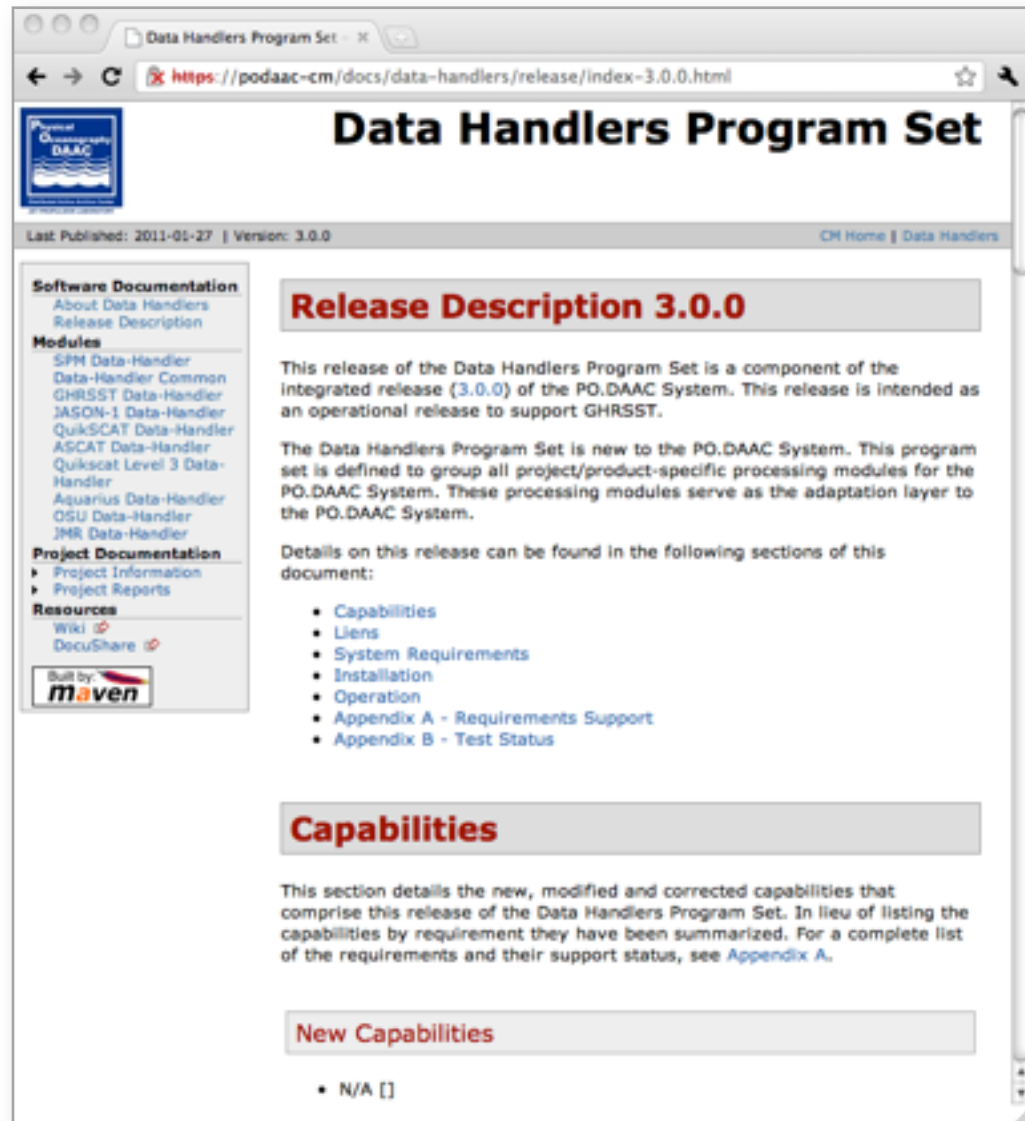 Data Handlers Program Set -
https://podaac-cm/docs/data-handlers/release/index-3.0.0.html
Physical
Oceanography
DAAC
Data Handlers Program Set
Last Published: 2011-01-27 | Version: 3.0.0
CM Home | Data Handlers
Software Documentation
About Data Handlers
Release Description
Modules
SPM Data-Handler
Data-Handler Common
GHRSST Data-Handler
JASON-1 Data-Handler
QuikSCAT Data-Handler
ASCAT Data-Handler
Quikscat Level 3 Data-
Handler
Aquarius Data-Handler
OSU Data-Handler
JMR Data-Handler
Project Documentation
Project Information
Project Reports
Resources
Wiki
DocuShare
Built by:
maven
Release Description 3.0.0
This release of the Data Handlers Program Set is a component of the
integrated release (3.0.0) of the PO.DAAC System. This release is intended as
an operational release to support GHRSST.
The Data Handlers Program Set is new to the PO.DAAC System. This program
set is defined to group all project/product-specific processing modules for the
PO.DAAC System. These processing modules serve as the adaptation layer to
the PO.DAAC System.
Details on this release can be found in the following sections of this
document:
• Capabilities
• Liens
• System Requirements
• Installation
• Operation
• Appendix A - Requirements Support
• Appendix B - Test Status
Capabilities
This section details the new, modified and corrected capabilities that
comprise this release of the Data Handlers Program Set. In lieu of listing the
capabilities by requirement they have been summarized. For a complete list
of the requirements and their support status, see Appendix A.
New Capabilities
• N/A []